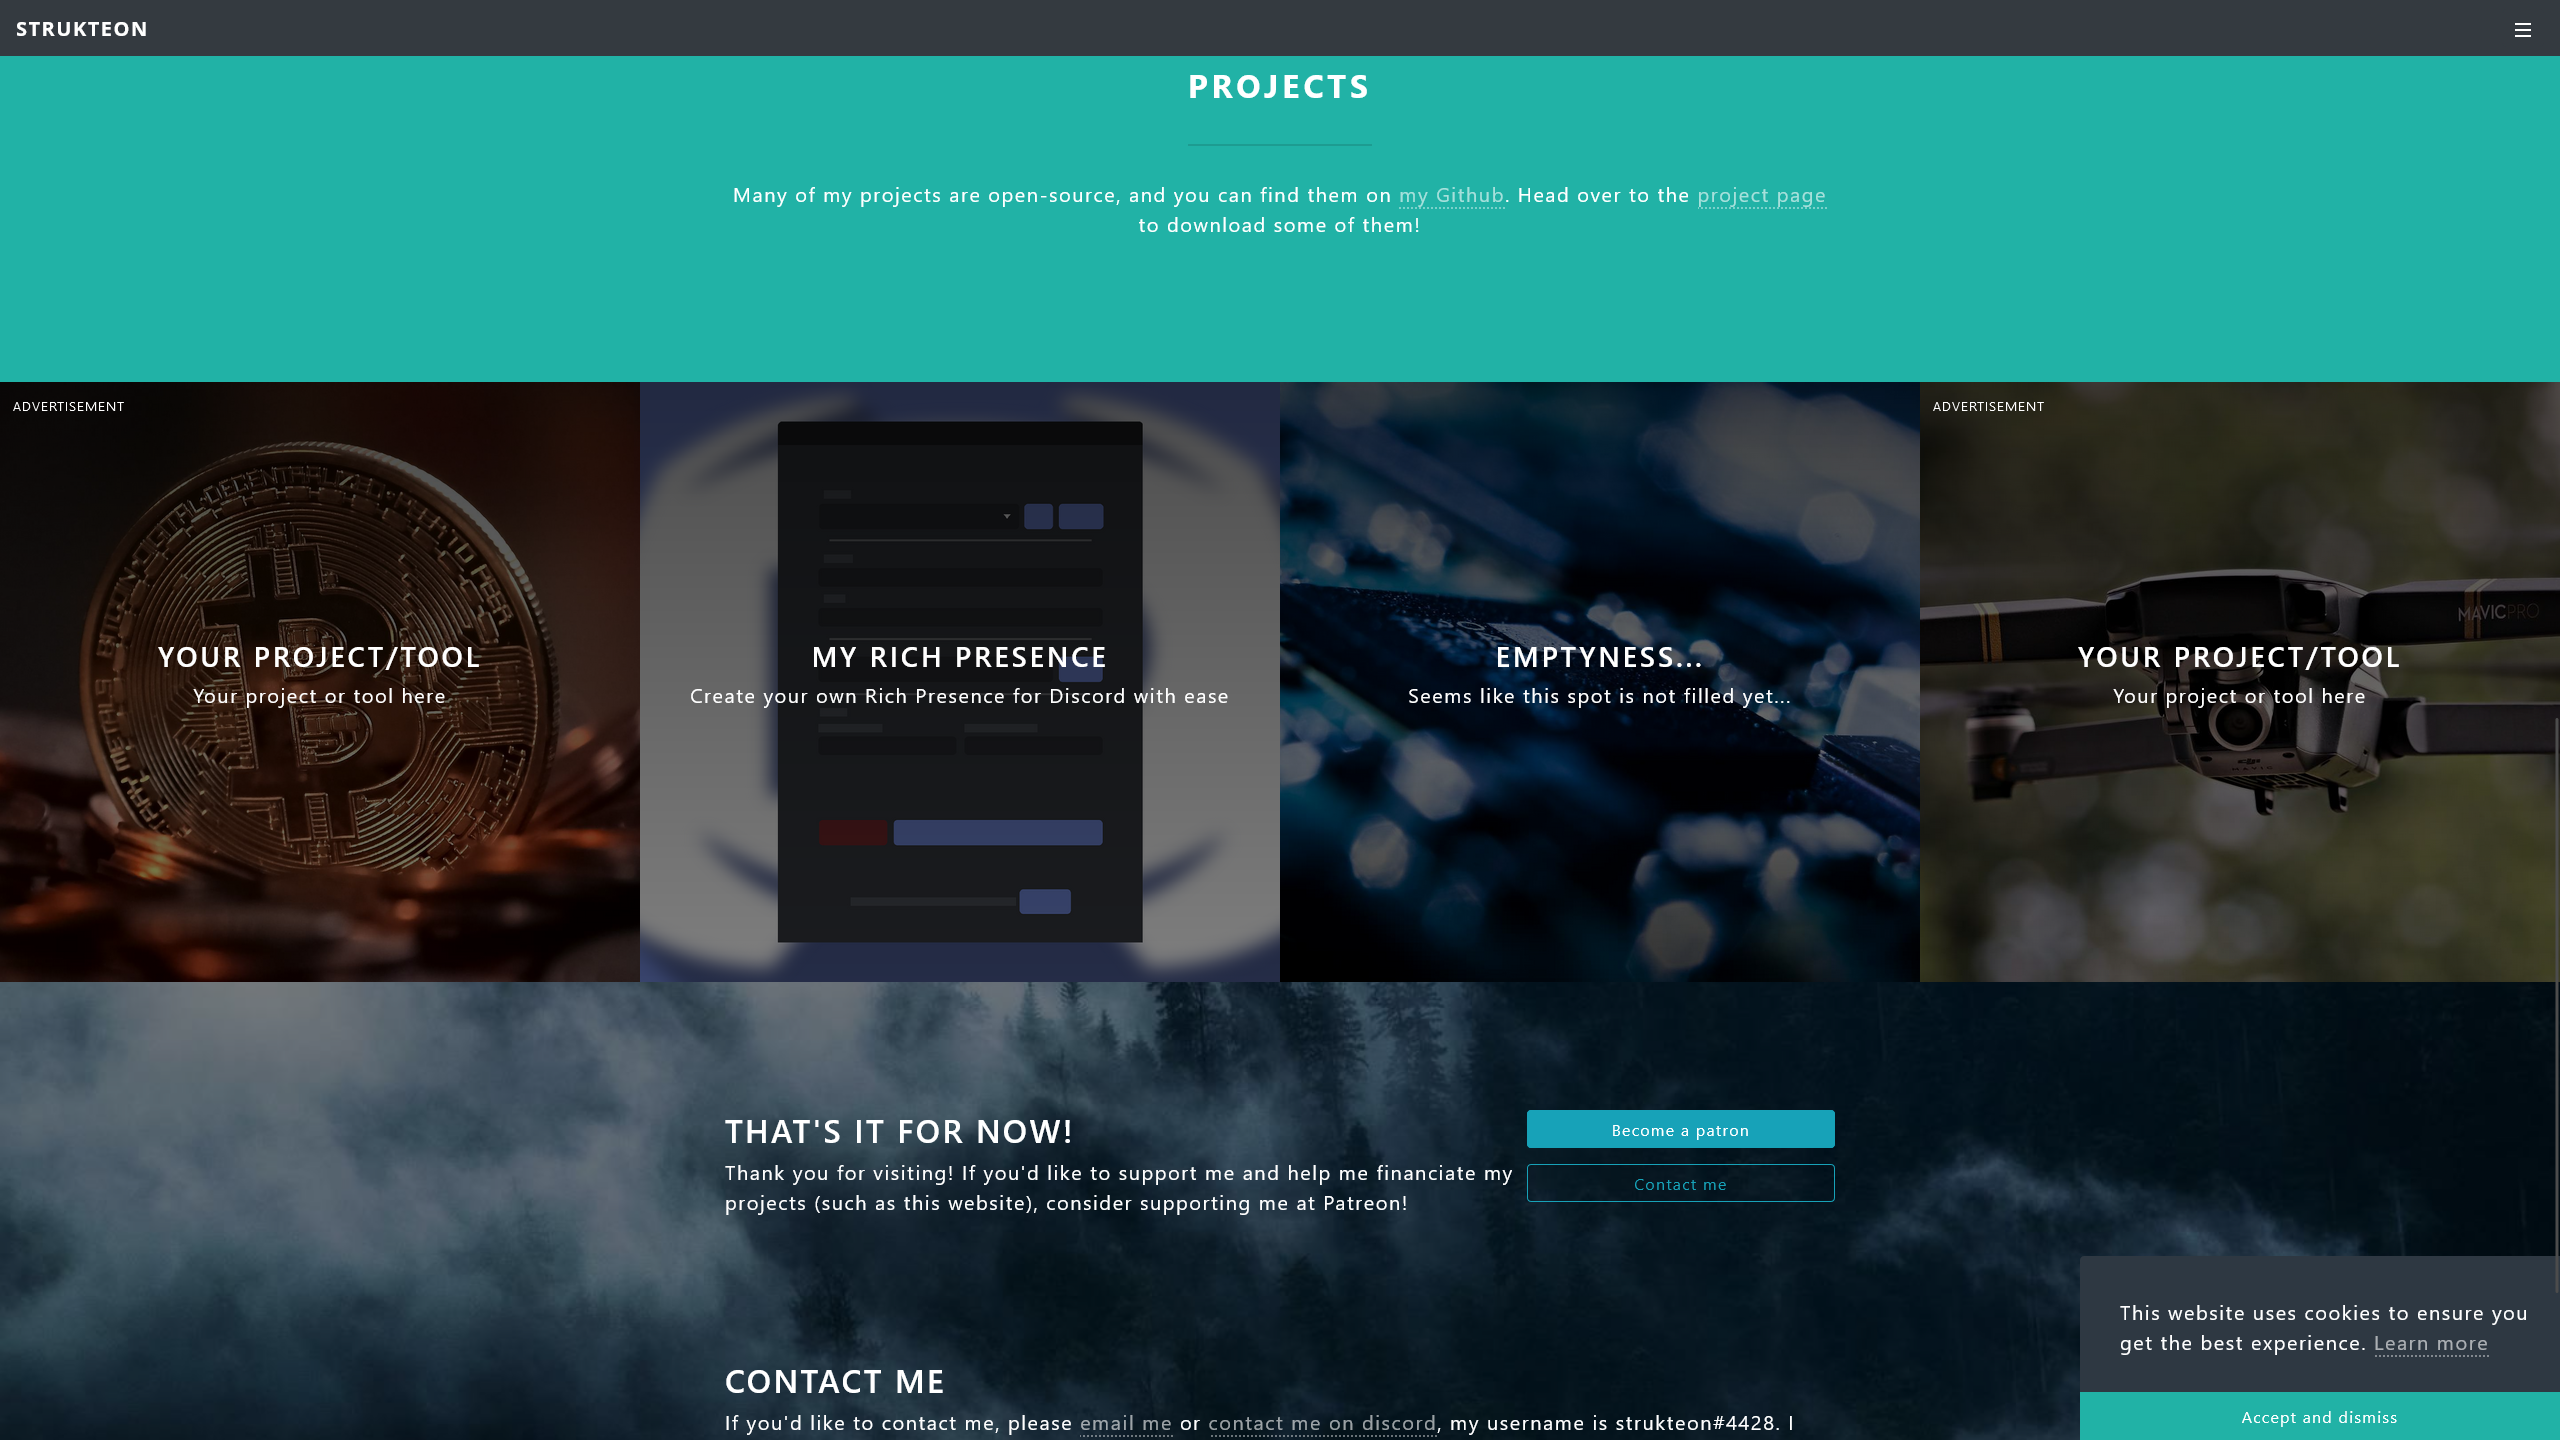 STRUKTEON
PROJECTS
Many of my projects are open-source, and you can find them on my Github. Head over to the project page
to download some of them!
ADVERTISEMENT
YOUR PROJECT/TOOL
Your project or tool here
MY RICH PRESENCE
Create your own Rich Presence for Discord with ease
EMPTYNESS...
Seems like this spot is not filled yet...
ADVERTISEMENT
MAVIC PRO
YOUR PROJECT/TOOL
Your project or tool here
THAT'S IT FOR NOW!
Thank you for visiting! If you'd like to support me and help me financiate my
projects (such as this website), consider supporting me at Patreon!
Become a patron
Contact me
CONTACT ME
If you'd like to contact me, please email me or contact me on discord, my username is strukteon#4428. I
This website uses cookies to ensure you
get the best experience. Learn more
Accept and dismiss